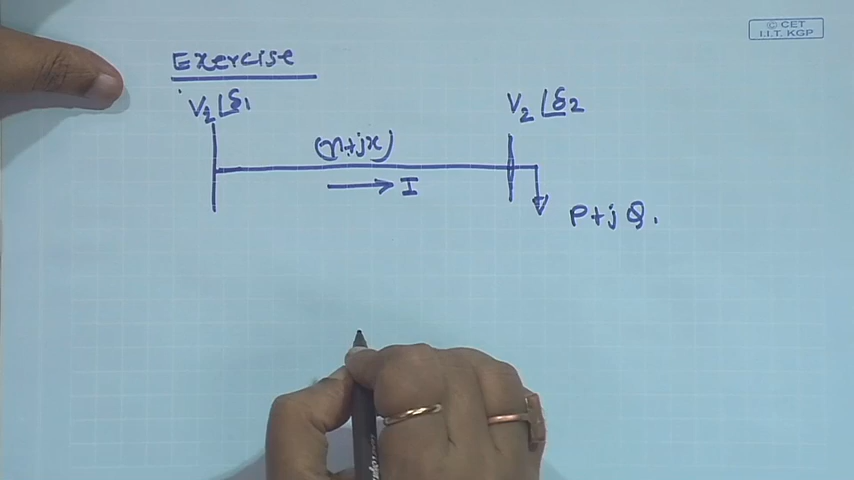 © CET
I.I.T. KGP
Exercise
V₂ ∠δ₁
V₂ ∠δ₂
(r+jx)
→ I
P+jQ.